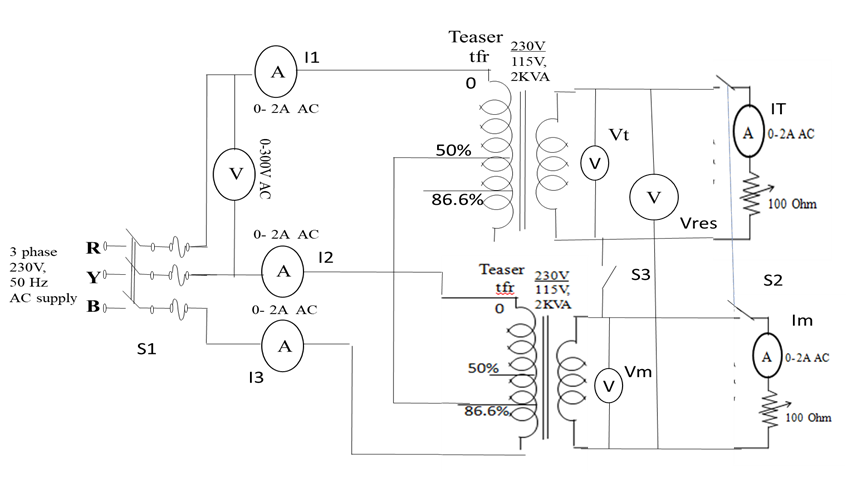 Teaser
tfr
0
230V
115V,
2KVA
I1
A
0- 2A AC
0-300V AC
V
50%
86.6%
Vt
V
V
Vres
IT
A
0-2A AC
100 Ohm
3 phase
230V,
50 Hz
AC supply
R
Y
B
S1
0- 2A AC
A
I2
0- 2A AC
A
I3
Teaser
tfr
0
230V
115V,
2KVA
50%
86.6%
S3
S2
Vm
V
Im
A
0-2A AC
100 Ohm